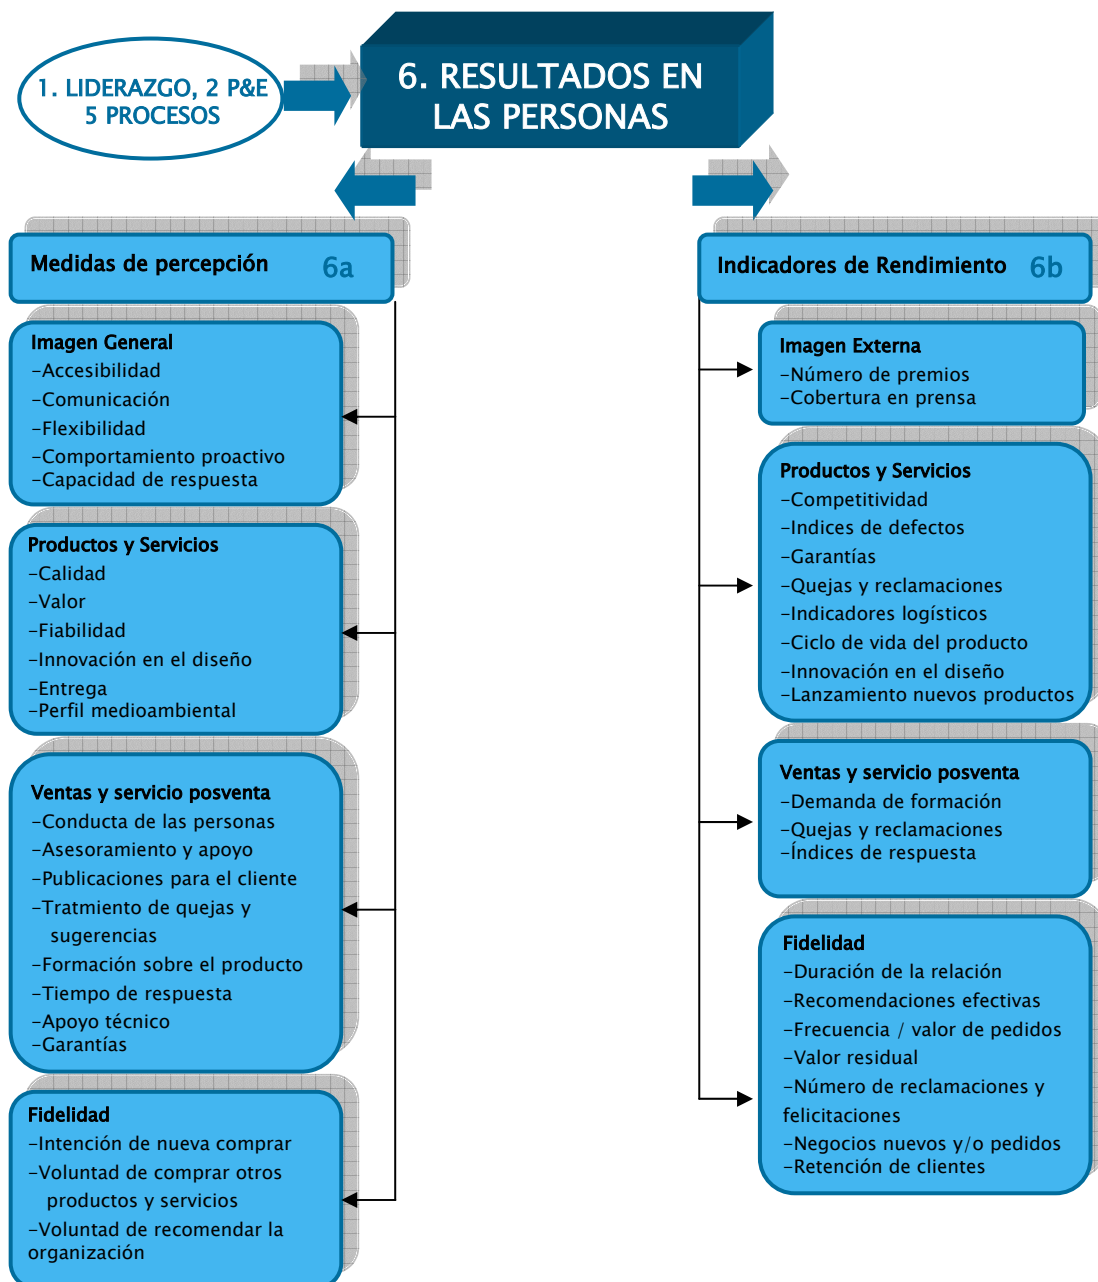 1. LIDERAZGO, 2 P&E
5 PROCESOS
6. RESULTADOS EN
LAS PERSONAS
Medidas de percepción 6a
Imagen General
-Accesibilidad
-Comunicación
-Flexibilidad
-Comportamiento proactivo
-Capacidad de respuesta
Productos y Servicios
-Calidad
-Valor
-Fiabilidad
-Innovación en el diseño
-Entrega
-Perfil medioambiental
Ventas y servicio posventa
-Conducta de las personas
-Asesoramiento y apoyo
-Publicaciones para el cliente
-Tratmiento de quejas y
sugerencias
-Formación sobre el producto
-Tiempo de respuesta
-Apoyo técnico
-Garantías
Fidelidad
-Intención de nueva comprar
-Voluntad de comprar otros
productos y servicios
-Voluntad de recomendar la
organización
Indicadores de Rendimiento 6b
Imagen Externa
-Número de premios
-Cobertura en prensa
Productos y Servicios
-Competitividad
-Indices de defectos
-Garantías
-Quejas y reclamaciones
-Indicadores logísticos
-Ciclo de vida del producto
-Innovación en el diseño
-Lanzamiento nuevos productos
Ventas y servicio posventa
-Demanda de formación
-Quejas y reclamaciones
-Índices de respuesta
Fidelidad
-Duración de la relación
-Recomendaciones efectivas
-Frecuencia / valor de pedidos
-Valor residual
-Número de reclamaciones y
felicitaciones
-Negocios nuevos y/o pedidos
-Retención de clientes